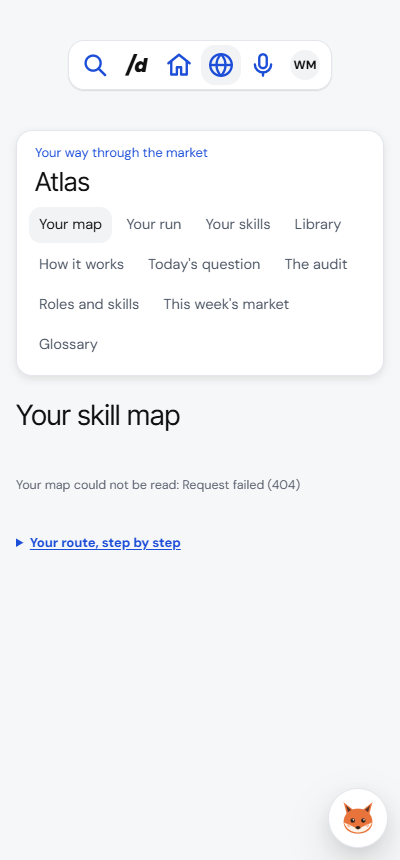 /d
WM
Your way through the market
Atlas
Your map Your run Your skills Library
How it works Today's question The audit
Roles and skills This week's market
Glossary
Your skill map
Your map could not be read: Request failed (404)
Your route, step by step